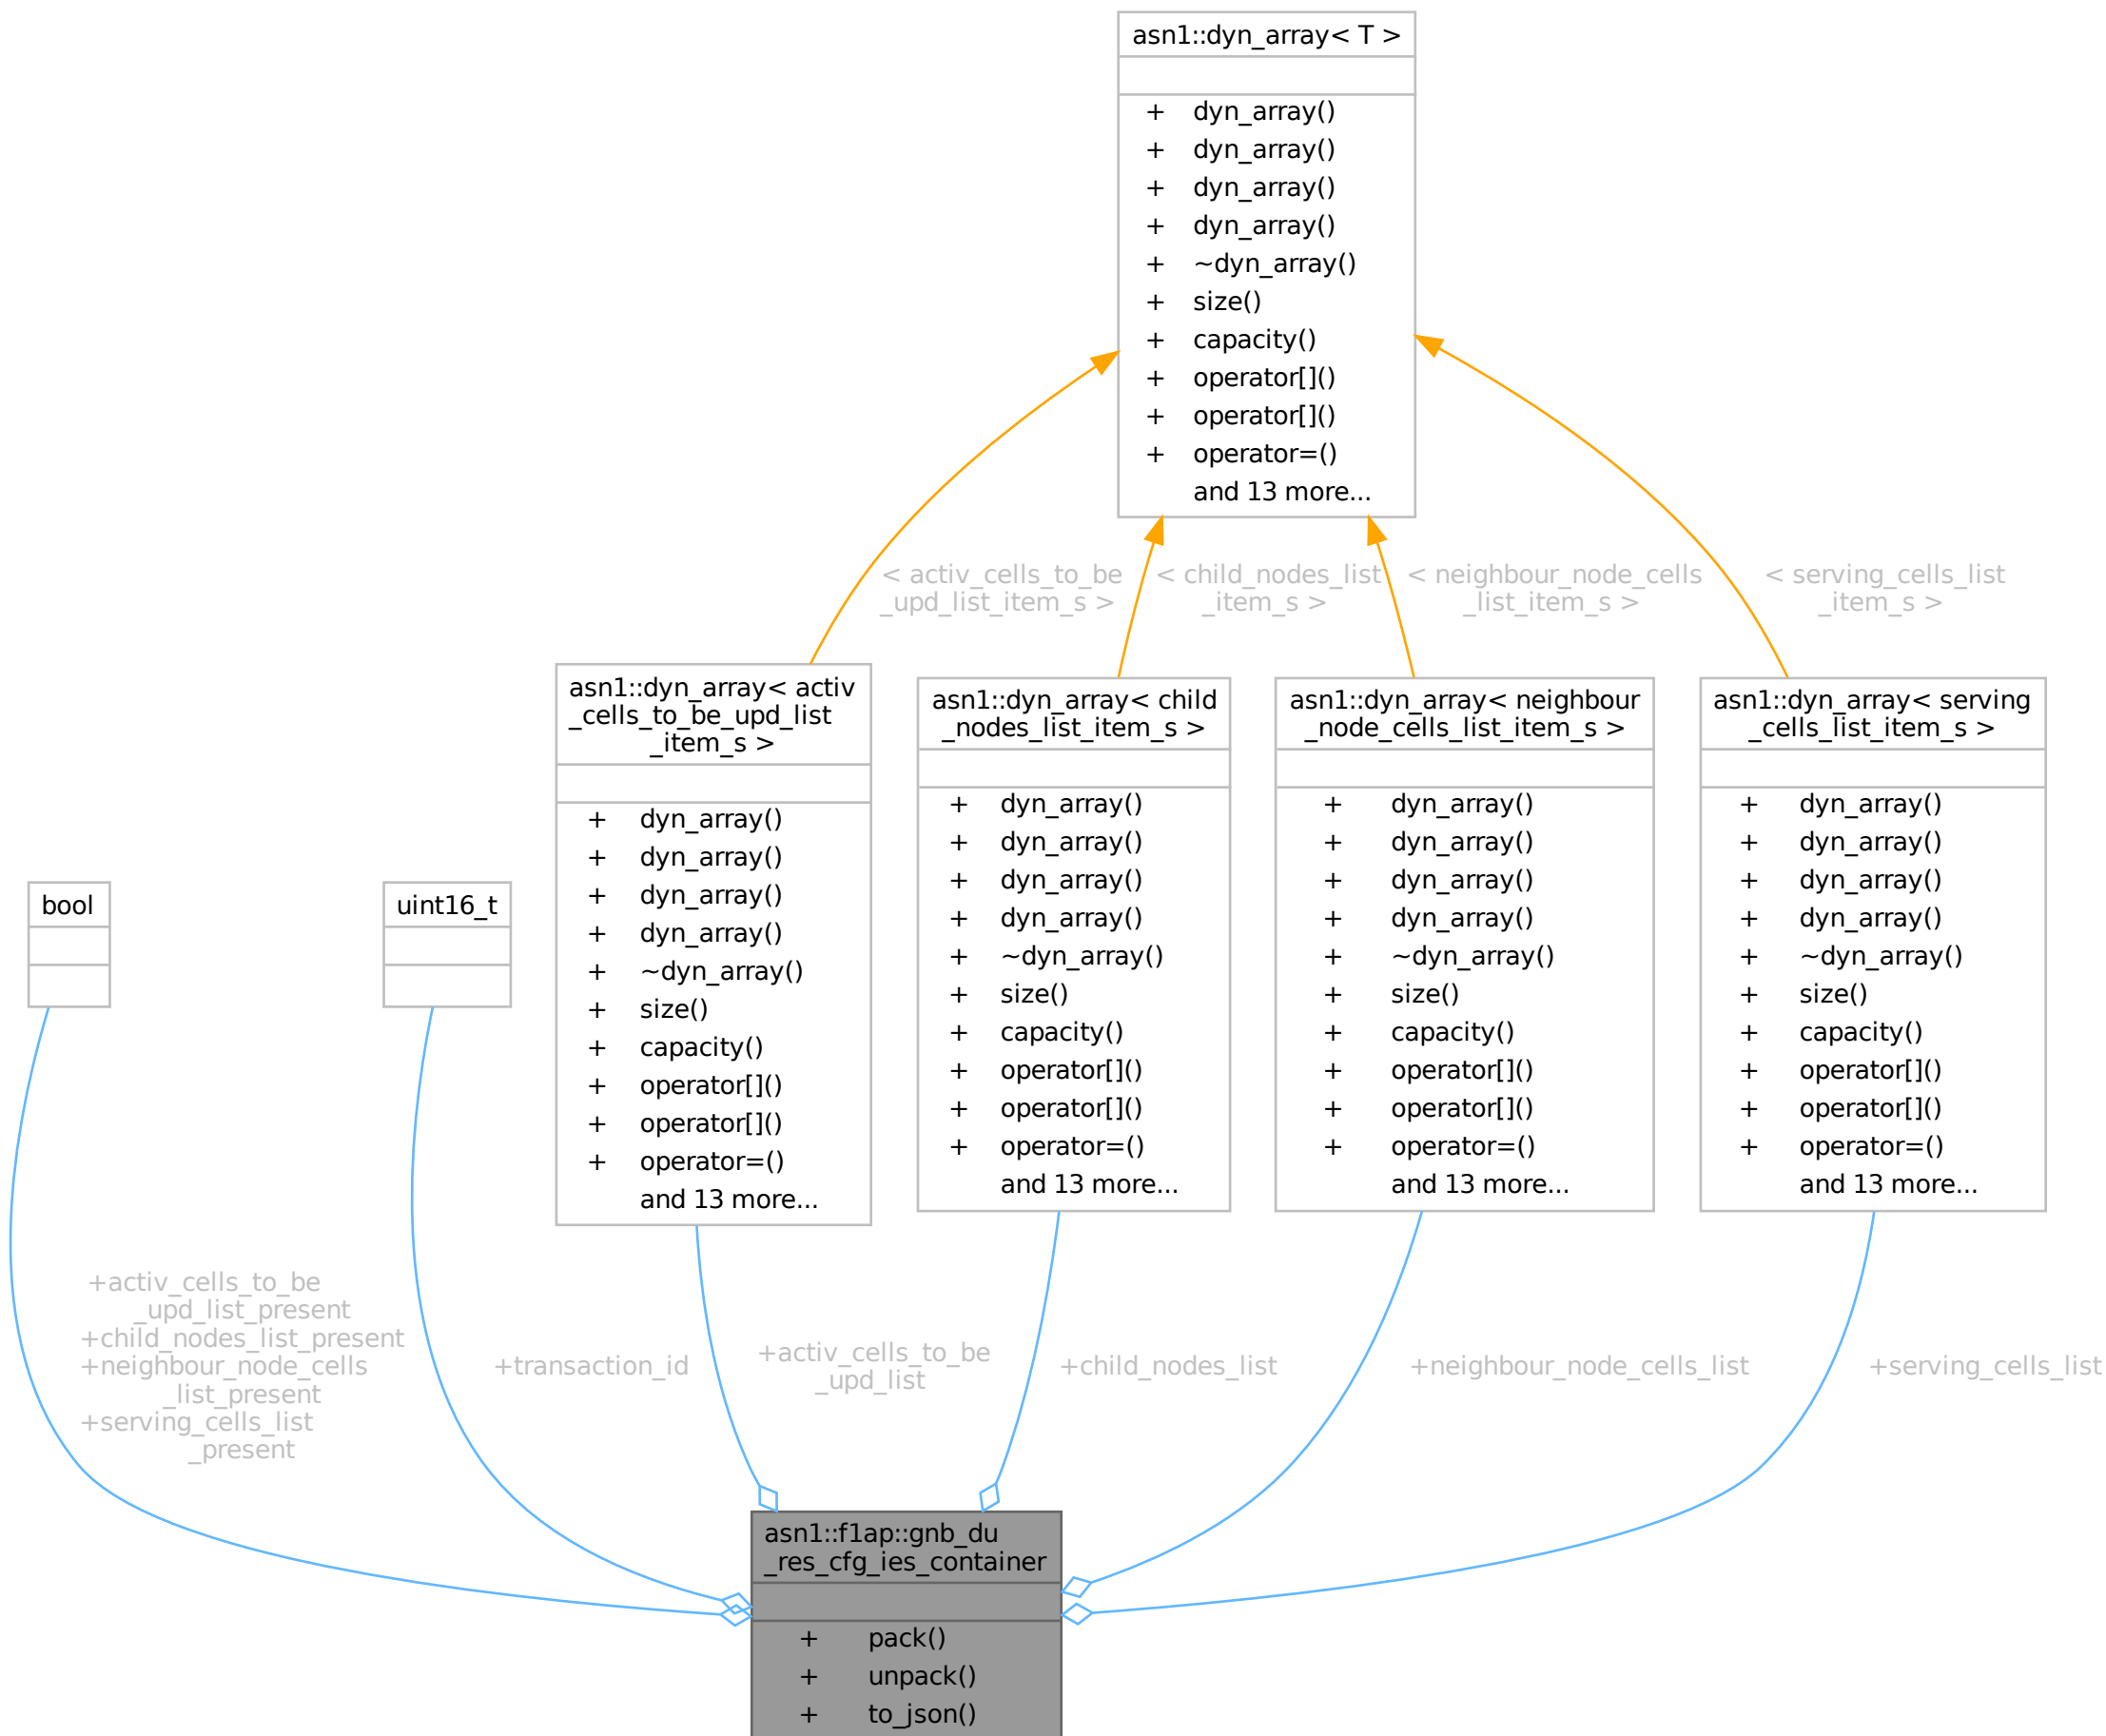 asn1::dyn_array< T >
+ dyn_array()
+ dyn_array()
+ dyn_array()
+ dyn_array()
+ ~dyn_array()
+ size()
+ capacity()
+ operator[]()
+ operator[]()
+ operator=()
and 13 more...
< activ_cells_to_be
_upd_list_item_s >
< child_nodes_list
_item_s >
< neighbour_node_cells
_list_item_s >
< serving_cells_list
_item_s >
bool
uint16_t
asn1::dyn_array< activ
_cells_to_be_upd_list
_item_s >
+ dyn_array()
+ dyn_array()
+ dyn_array()
+ dyn_array()
+ ~dyn_array()
+ size()
+ capacity()
+ operator[]()
+ operator[]()
+ operator=()
and 13 more...
asn1::dyn_array< child
_nodes_list_item_s >
+ dyn_array()
+ dyn_array()
+ dyn_array()
+ dyn_array()
+ ~dyn_array()
+ size()
+ capacity()
+ operator[]()
+ operator[]()
+ operator=()
and 13 more...
asn1::dyn_array< neighbour
_node_cells_list_item_s >
+ dyn_array()
+ dyn_array()
+ dyn_array()
+ dyn_array()
+ ~dyn_array()
+ size()
+ capacity()
+ operator[]()
+ operator[]()
+ operator=()
and 13 more...
asn1::dyn_array< serving
_cells_list_item_s >
+ dyn_array()
+ dyn_array()
+ dyn_array()
+ dyn_array()
+ ~dyn_array()
+ size()
+ capacity()
+ operator[]()
+ operator[]()
+ operator=()
and 13 more...
+activ_cells_to_be
_upd_list_present
+child_nodes_list_present
+neighbour_node_cells
_list_present
+serving_cells_list
_present
+transaction_id
+activ_cells_to_be
_upd_list
+child_nodes_list
+neighbour_node_cells_list
+serving_cells_list
asn1::f1ap::gnb_du
_res_cfg_ies_container
+ pack()
+ unpack()
+ to_json()